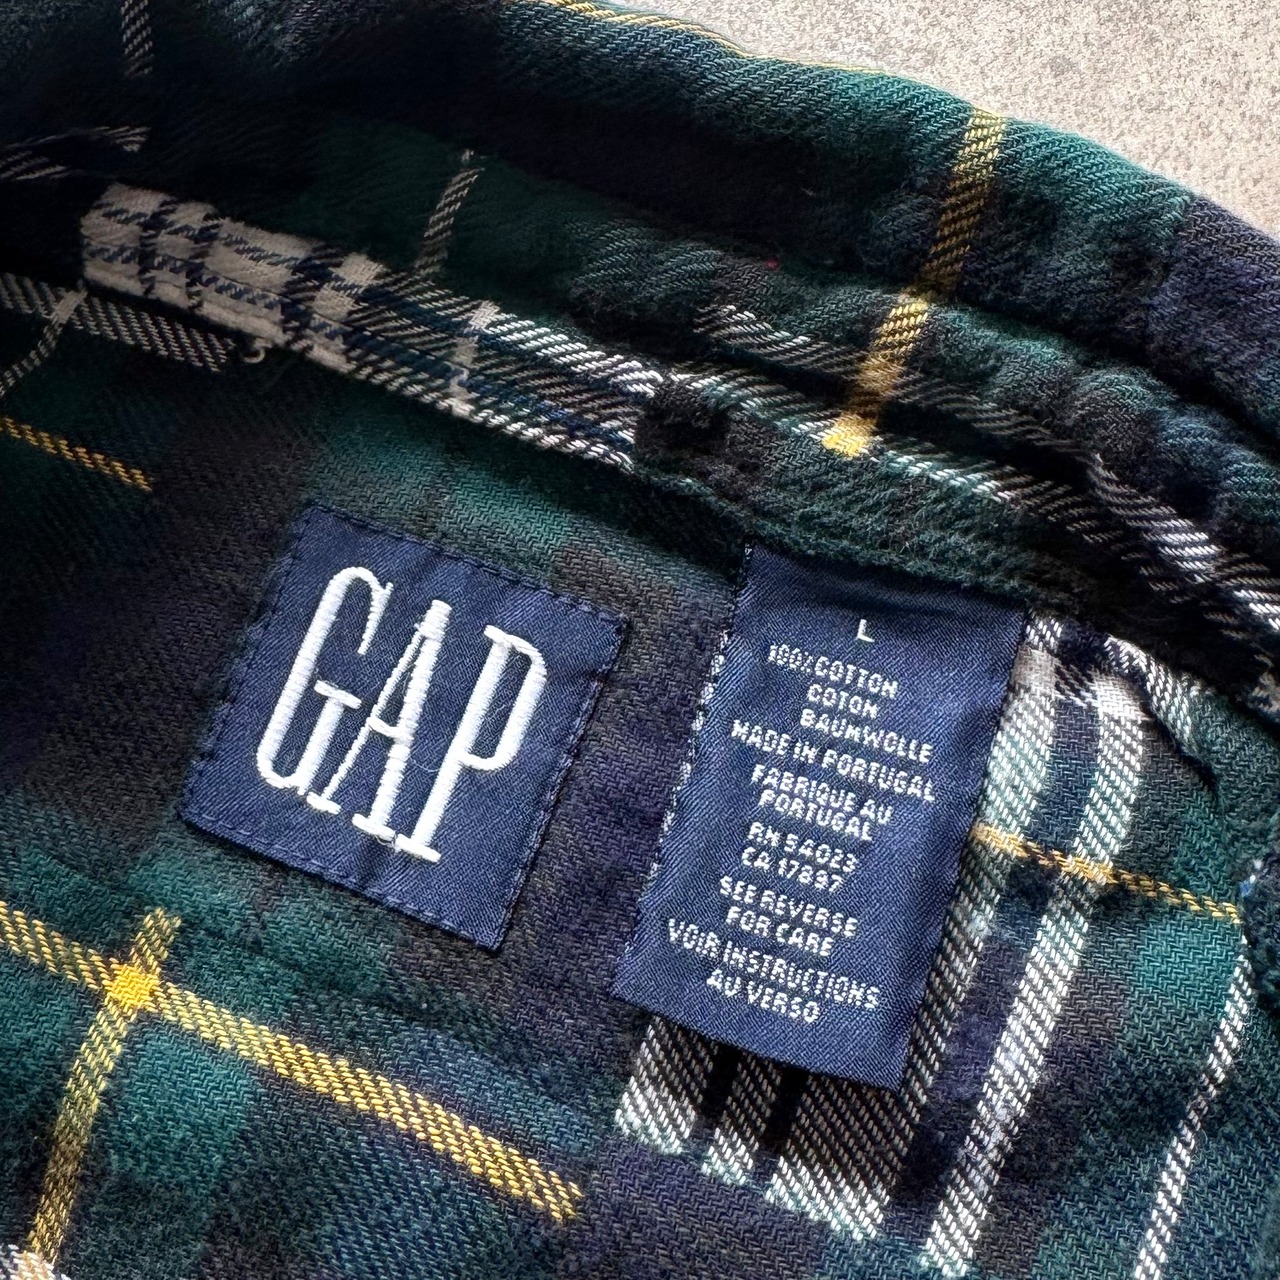 GAP
L
100% COTTON
COTON
BAUMWOLLE
MADE IN PORTUGAL
FABRIQUE AU
PORTUGAL
RN 54023
CA 17897
SEE REVERSE
FOR CARE
VOIR INSTRUCTIONS
AU VERSO